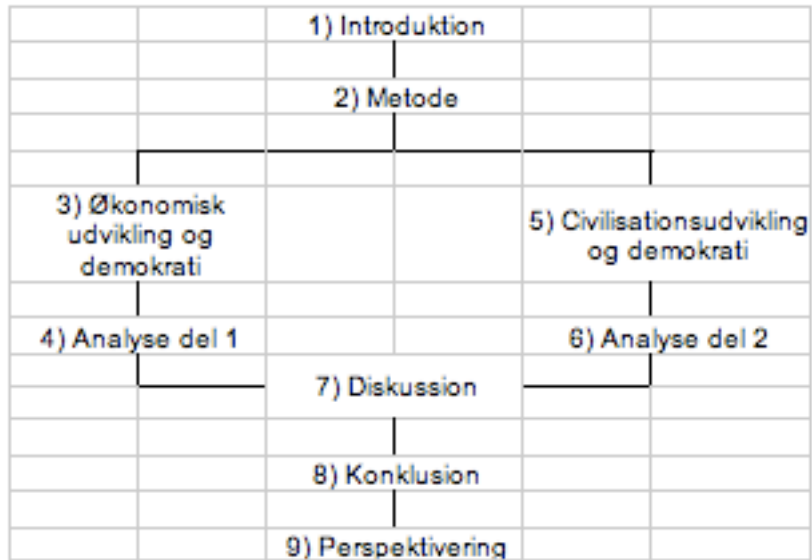 1) Introduktion
2) Metode
3) Økonomisk
udvikling og
demokrati
4) Analyse del 1
5) Civilisationsudvikling
og demokrati
6) Analyse del 2
7) Diskussion
8) Konklusion
9) Perspektivering